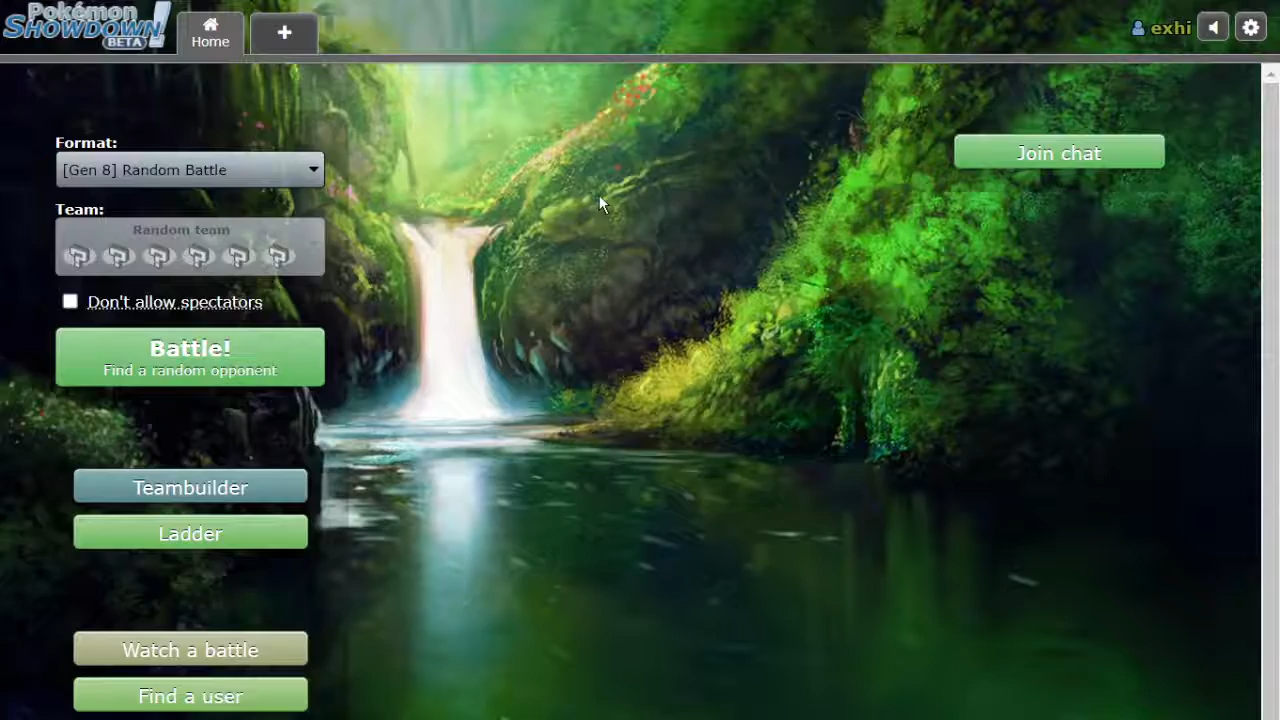 Pokémon
SHOWDOWN!
BETA
Home
+
exhi
Format:
[Gen 8] Random Battle
Team:
Random team
Don't allow spectators
Battle!
Find a random opponent
Teambuilder
Ladder
Watch a battle
Find a user
Join chat